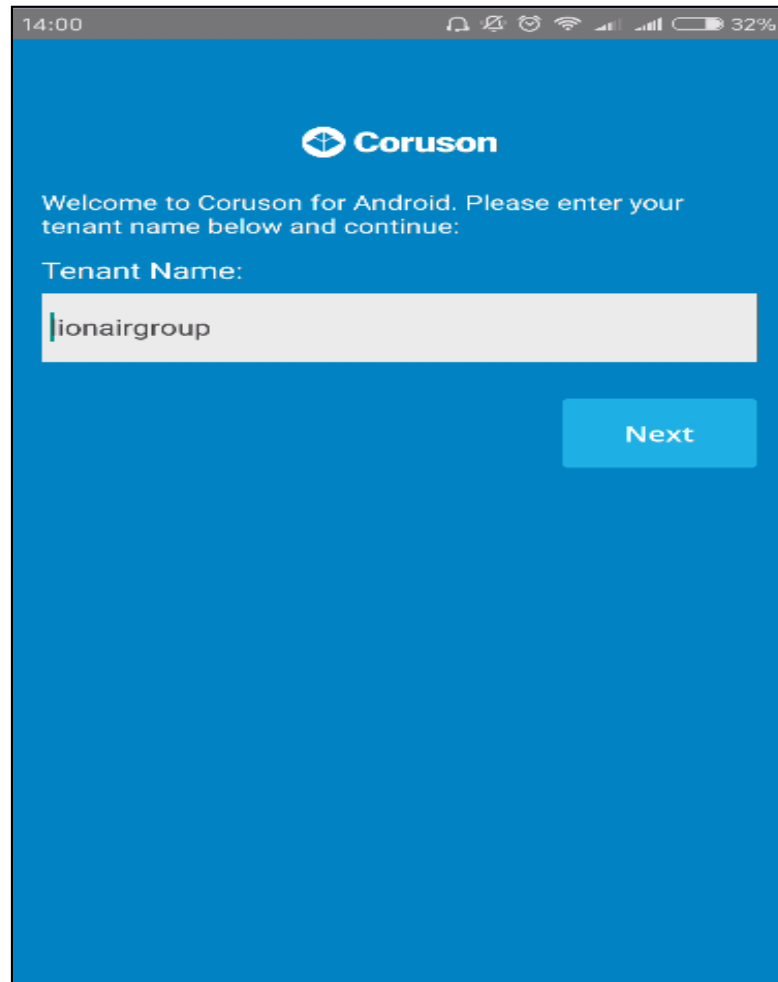 14:00 32%
Coruson
Welcome to Coruson for Android. Please enter your
tenant name below and continue:
Tenant Name:
lionairgroup
Next